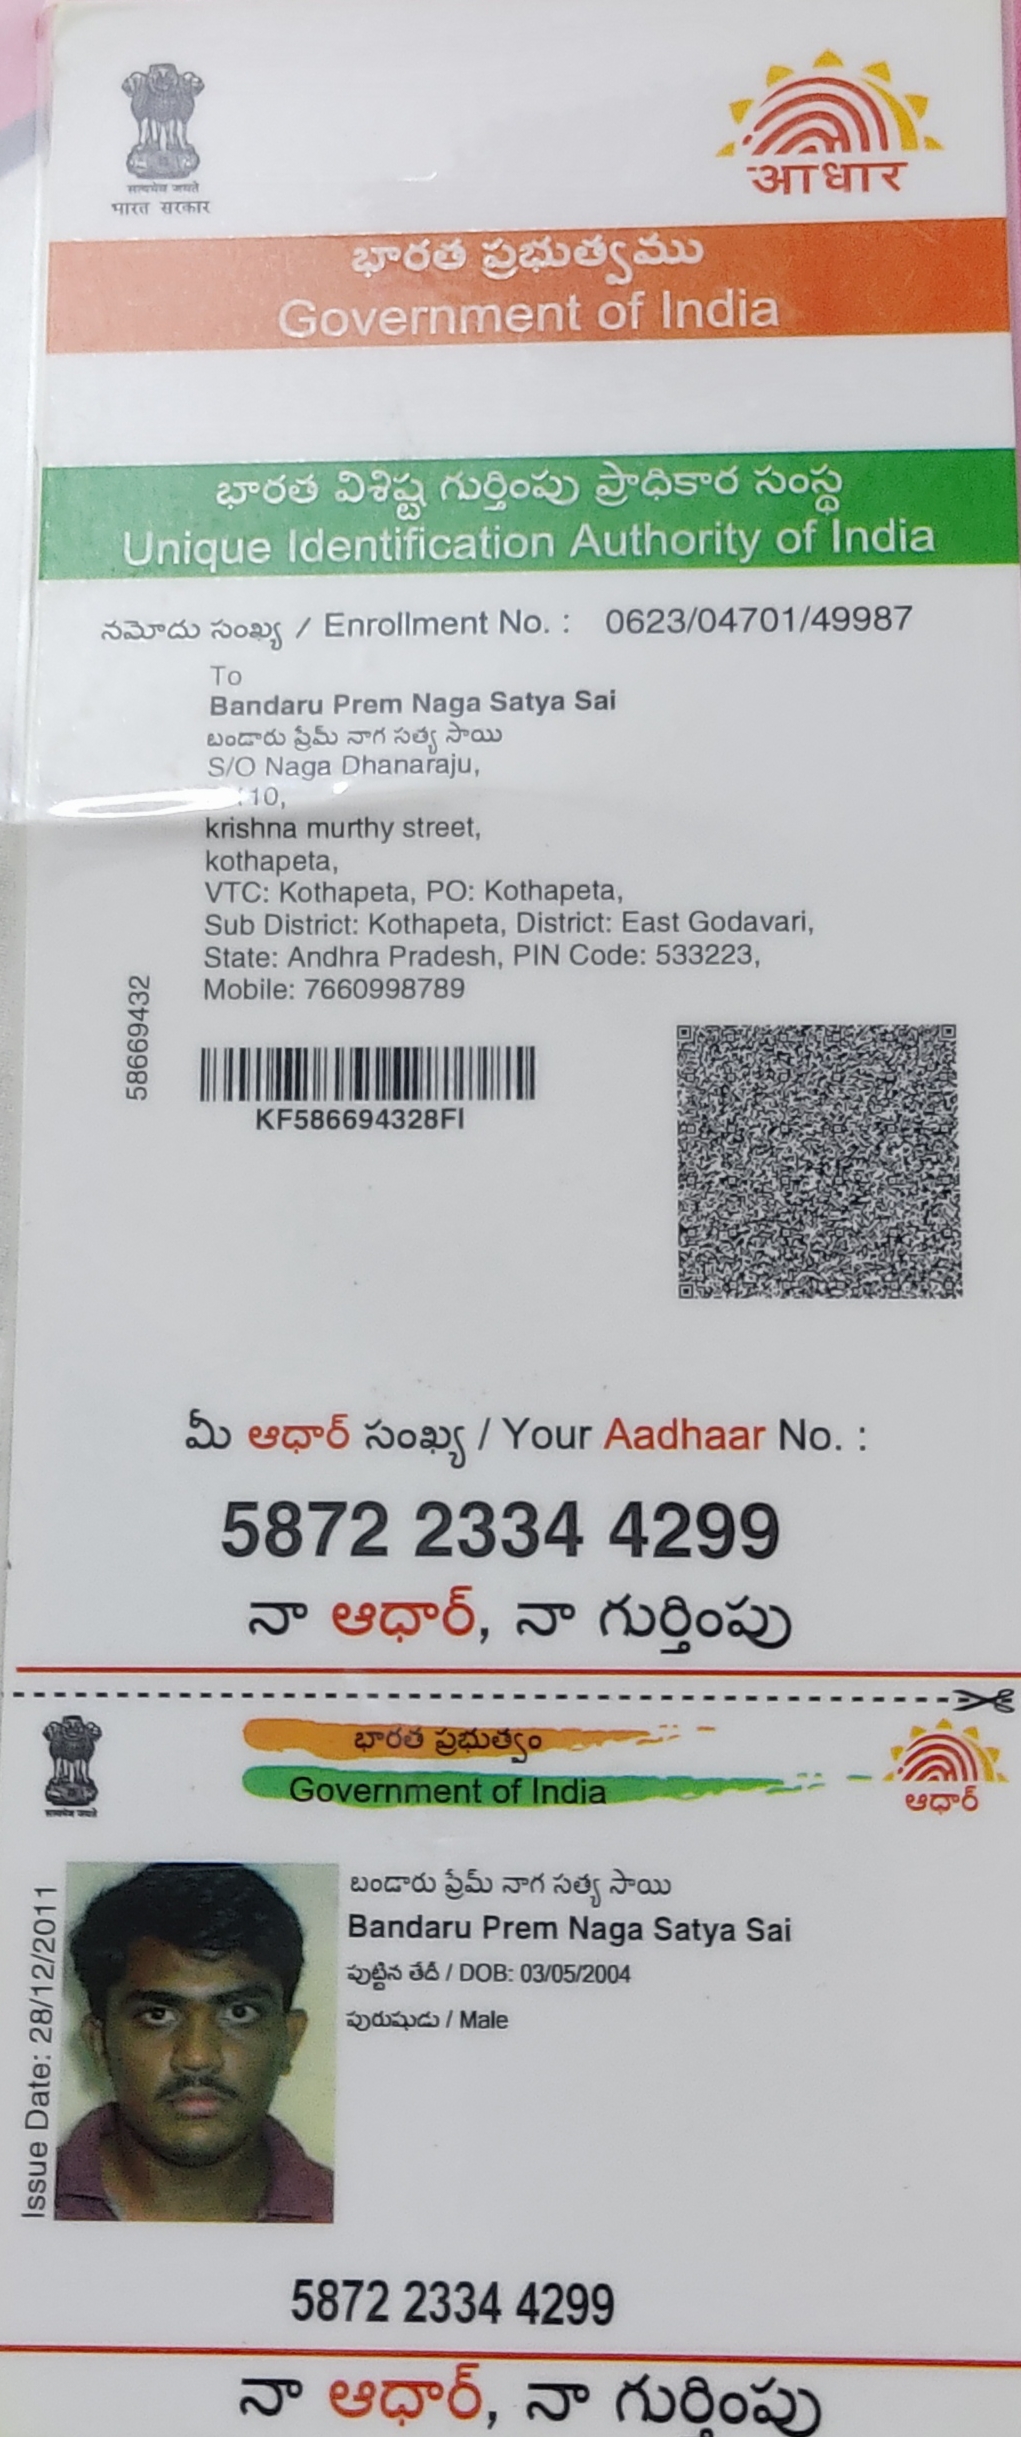 सत्यमेव जयते
भारत सरकार
आधार
భారత ప్రభుత్వము
Government of India
భారత విశిష్ట గుర్తింపు ప్రాధికార సంస్థ
Unique Identification Authority of India
నమోదు సంఖ్య / Enrollment No. : 0623/04701/49987
To
Bandaru Prem Naga Satya Sai
బండారు ప్రేమ్ నాగ సత్య సాయి
S/O Naga Dhanaraju,
10,
krishna murthy street,
kothapeta,
VTC: Kothapeta, PO: Kothapeta,
Sub District: Kothapeta, District: East Godavari,
State: Andhra Pradesh, PIN Code: 533223,
Mobile: 7660998789
58669432
KF586694328FI
మీ ఆధార్ సంఖ్య / Your Aadhaar No. :
5872 2334 4299
నా ఆధార్, నా గుర్తింపు
భారత ప్రభుత్వం
Government of India
सत्यमेव जयते
ఆధార్
Issue Date: 28/12/2011
బండారు ప్రేమ్ నాగ సత్య సాయి
Bandaru Prem Naga Satya Sai
పుట్టిన తేదీ / DOB: 03/05/2004
పురుషుడు / Male
5872 2334 4299
నా ఆధార్, నా గుర్తింపు